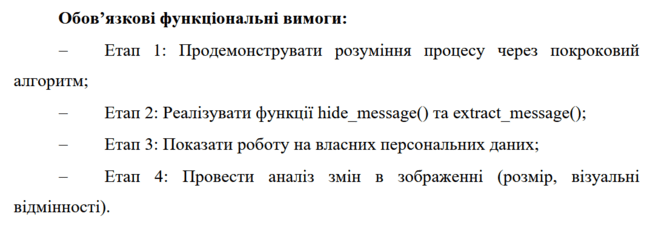 Обов’язкові функціональні вимоги:
– Етап 1: Продемонструвати розуміння процесу через покроковий
алгоритм;
– Етап 2: Реалізувати функції hide_message() та extract_message();
– Етап 3: Показати роботу на власних персональних даних;
– Етап 4: Провести аналіз змін в зображенні (розмір, візуальні
відмінності).